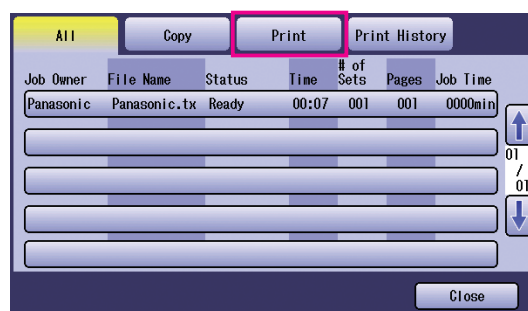 All Copy Print Print History
Job Owner File Name Status Time # of Sets Pages Job Time
Panasonic Panasonic.tx Ready 00:07 001 001 0000min
01
/
01
Close